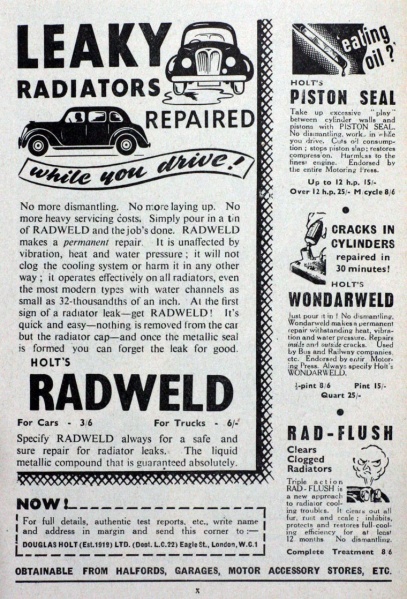 LEAKY
RADIATORS
REPAIRED
while you drive!
No more dismantling. No more laying up. No
more heavy servicing costs. Simply pour in a tin
of RADWELD and the job's done. RADWELD
makes a permanent repair. It is unaffected by
vibration, heat and water pressure ; it will not
clog the cooling system or harm it in any other
way ; it operates effectively on all radiators, even
the most modern types with water channels as
small as 32-thousandths of an inch. At the first
sign of a radiator leak—get RADWELD! It's
quick and easy—nothing is removed from the car
but the radiator cap—and once the metallic seal
is formed you can forget the leak for good.
HOLT'S
RADWELD
For Cars - 3/6 For Trucks - 6/-
Specify RADWELD always for a safe and
sure repair for radiator leaks. The liquid
metallic compound that is guaranteed absolutely.
NOW!
For full details, authentic test reports, etc., write name
and address in margin and send this corner to :—
DOUGLAS HOLT (Est. 1919) LTD. (Dept. L.C.22) Eagle St., London, W.C.1
'eating
oil?'
HOLT'S
PISTON SEAL
Take up excessive "play"
between cylinder walls and
pistons with PISTON SEAL.
No dismantling, works while
you drive. Cuts oil consump-
tion ; stops piston slap ; restores
compression. Harmless to the
finest engine. Endorsed by
the entire Motoring Press.
Up to 12 h.p. 15/-
Over 12 h.p. 25/- M/cycle 8/6
CRACKS IN
CYLINDERS
repaired in
30 minutes!
HOLT'S
WONDARWELD
Just pour it in! No dismantling.
Wondarweld makes a permanent
repair withstanding heat, vibra-
tion and water pressure. Repairs
inside and outside cracks. Used
by Bus and Railway companies,
etc. Endorsed by entire Motor-
ing Press. Always specify Holt's
WONDARWELD.
½-pint 8/6 Pint 15/-
Quart 25/-
RAD-FLUSH
Clears
Clogged
Radiators
Triple action
RAD-FLUSH is
a new approach
to radiator cool-
ing troubles. It clears out all
fur, rust and scale ; inhibits,
protects and restores full cool-
ing efficiency for at least
12 months. No dismantling.
Complete Treatment 8/6
OBTAINABLE FROM HALFORDS, GARAGES, MOTOR ACCESSORY STORES, ETC.
X